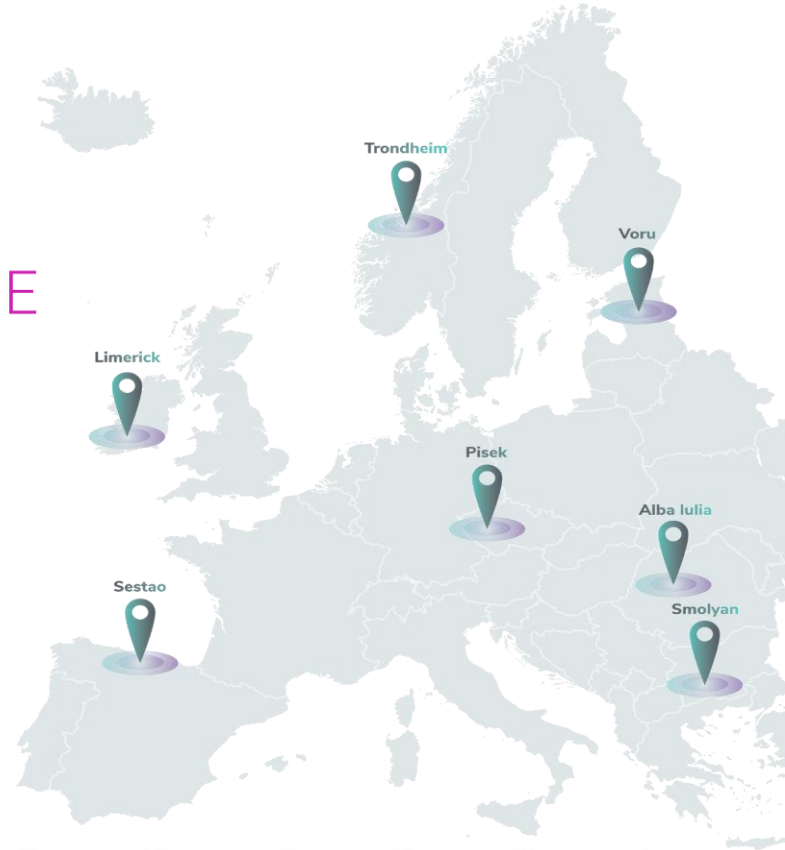 Trondheim
Voru
E
Limerick
Pisek
Alba Iulia
Sestao
Smolyan